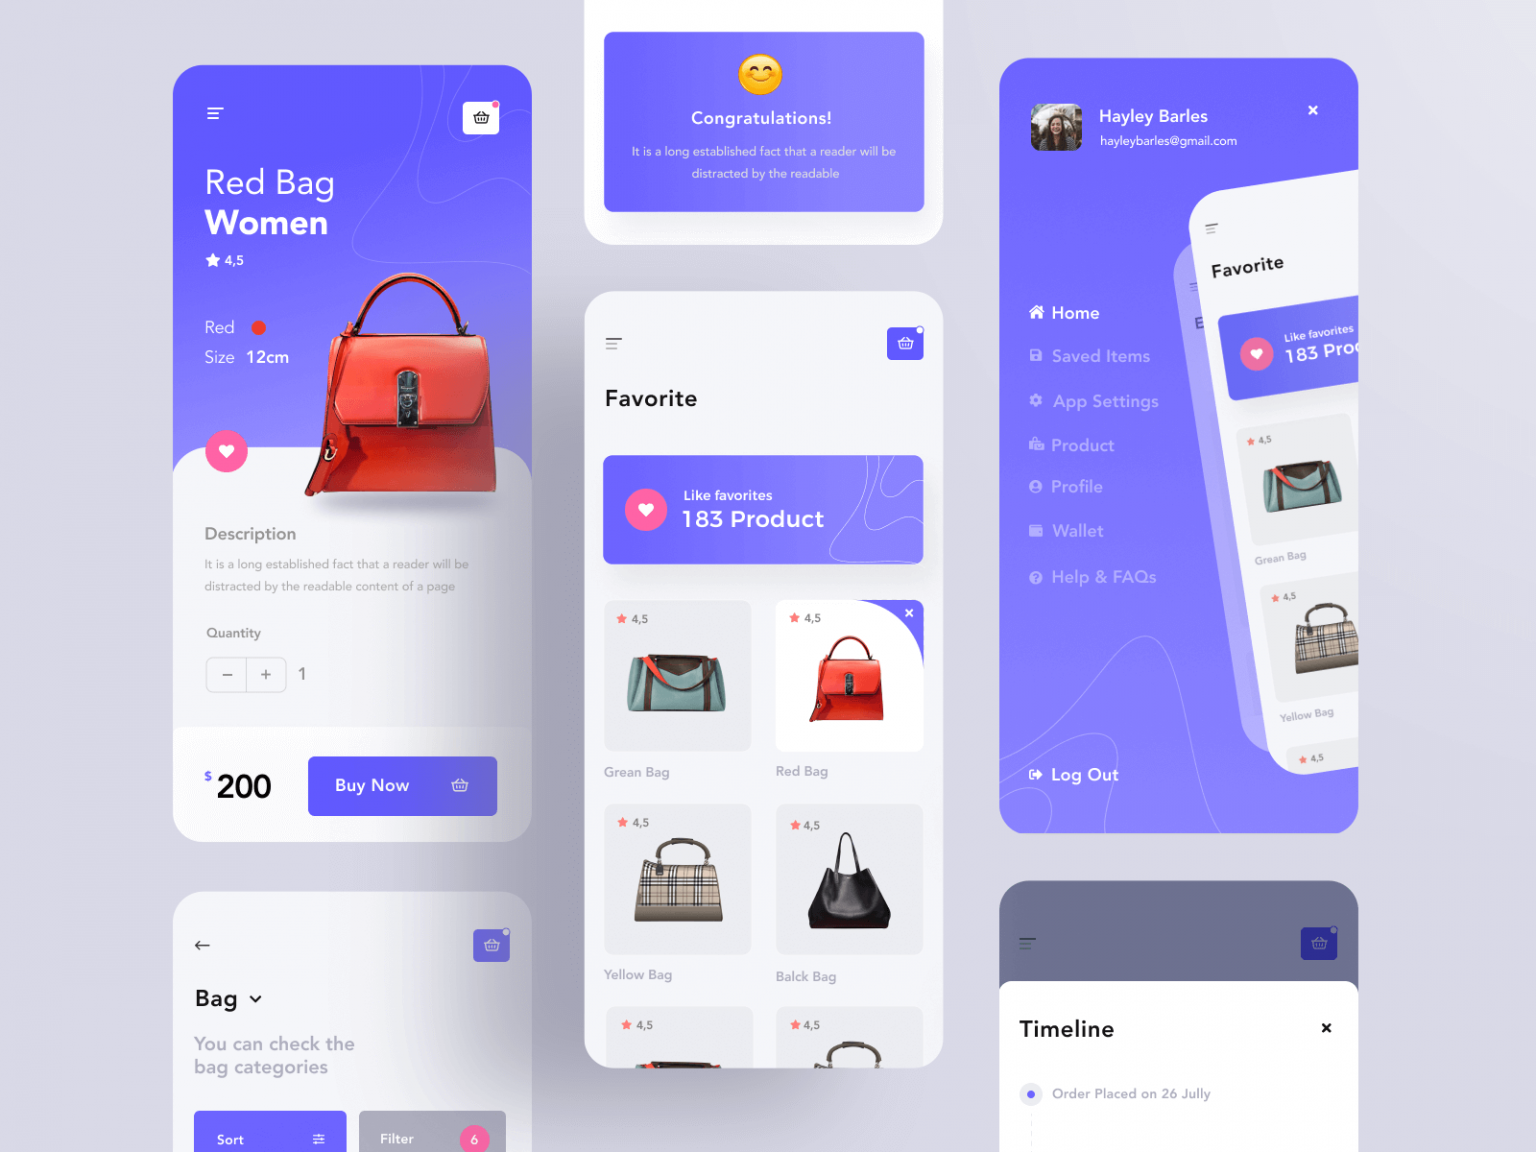 Red Bag
Women
4,5
Red
Size 12cm
Description
It is a long established fact that a reader will be
distracted by the readable content of a page
Quantity
1
$ 200
Buy Now
Bag
You can check the
bag categories
Sort
Filter
6
Congratulations!
It is a long established fact that a reader will be
distracted by the readable
Favorite
Like favorites
183 Product
4,5
4,5
Grean Bag
Red Bag
4,5
4,5
Yellow Bag
Balck Bag
4,5
4,5
Hayley Barles
hayleybarles@gmail.com
Home
Saved Items
App Settings
Product
Profile
Wallet
Help & FAQs
Log Out
Favorite
Like favorites
183 Proc
4,5
Grean Bag
4,5
Yellow Bag
4,5
Timeline
Order Placed on 26 Jully